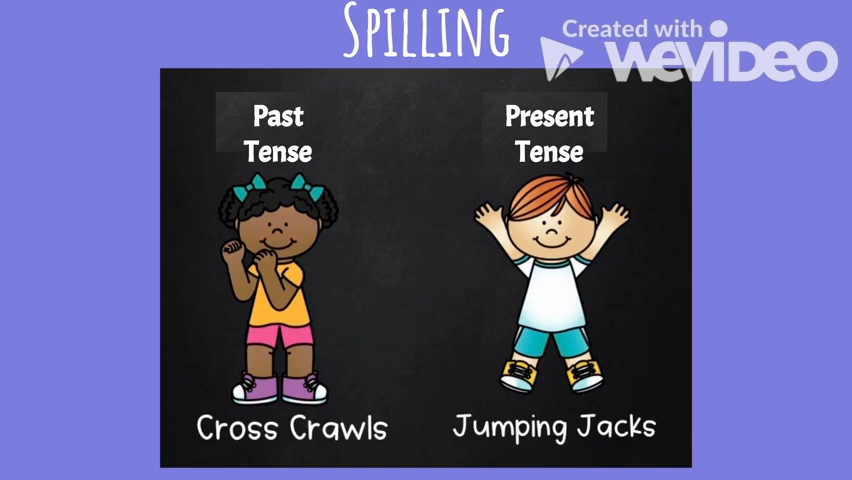 SPILLING
Created with
WeVideo
Past
Tense
Present
Tense
Cross Crawls
Jumping Jacks